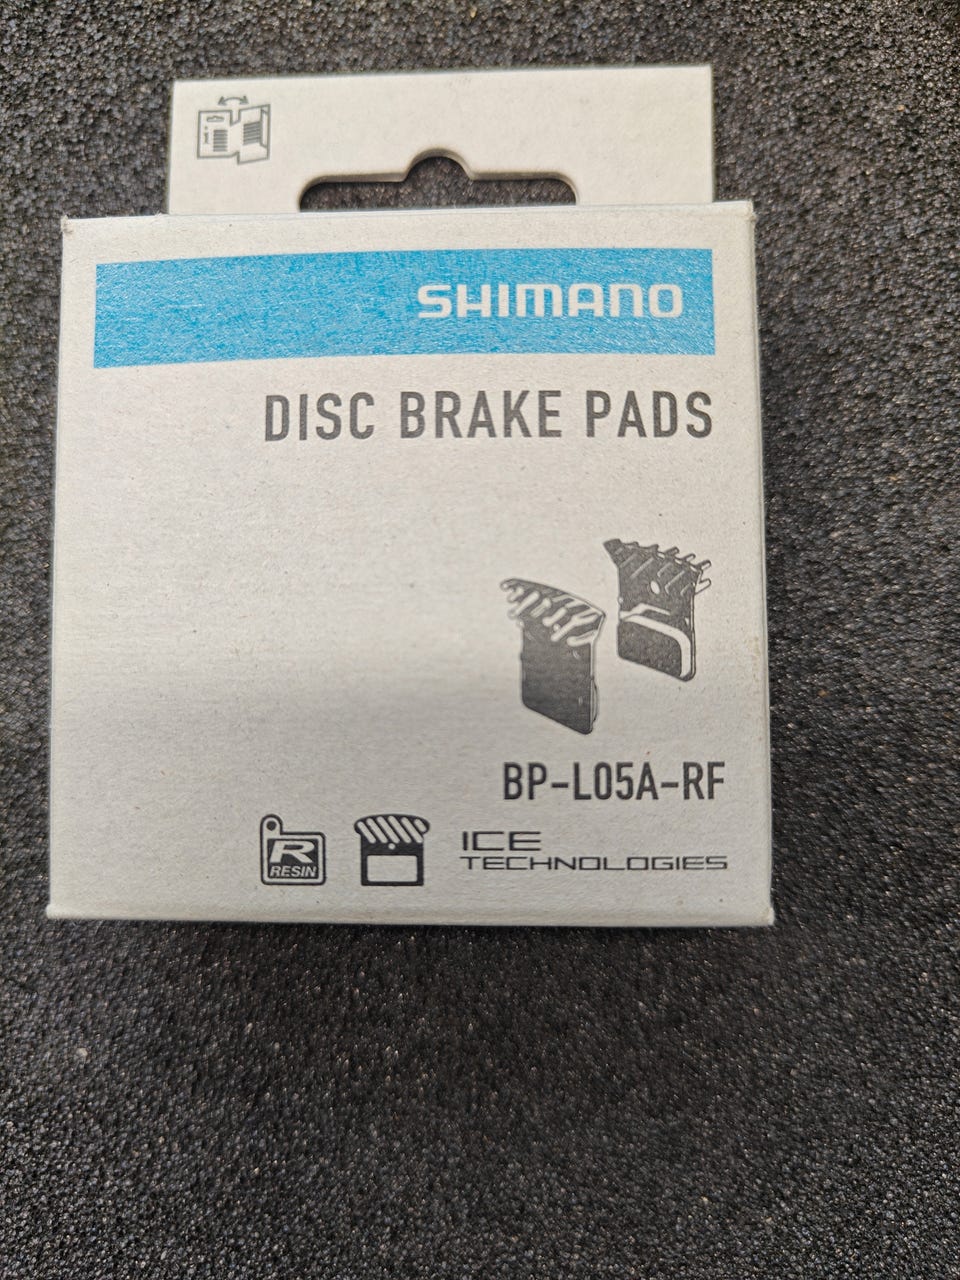 SHIMANO
DISC BRAKE PADS
BP-L05A-RF
R
RESIN
ICE
TECHNOLOGIES